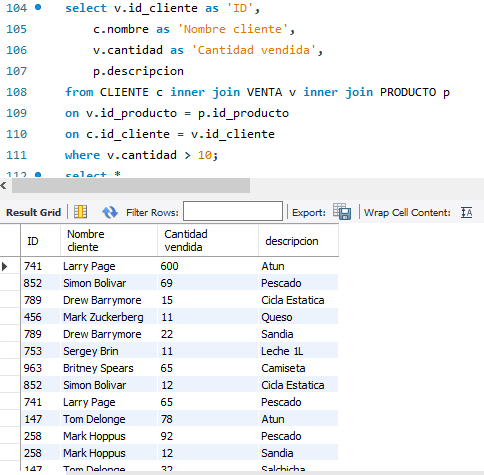 104 select v.id_cliente as 'ID',
105 c.nombre as 'Nombre cliente',
106 v.cantidad as 'Cantidad vendida',
107 p.descripcion
108 from CLIENTE c inner join VENTA v inner join PRODUCTO p
109 on v.id_producto = p.id_producto
110 on c.id_cliente = v.id_cliente
111 where v.cantidad > 10;
112 select *
Result Grid Filter Rows: Export: Wrap Cell Content: IA
ID Nombre cliente Cantidad vendida descripcion
741 Larry Page 600 Atun
852 Simon Bolivar 69 Pescado
789 Drew Barrymore 15 Cicla Estatica
456 Mark Zuckerberg 11 Queso
789 Drew Barrymore 22 Sandia
753 Sergey Brin 11 Leche 1L
963 Britney Spears 65 Camiseta
852 Simon Bolivar 12 Cicla Estatica
741 Larry Page 65 Pescado
147 Tom Delonge 78 Atun
258 Mark Hoppus 92 Pescado
258 Mark Hoppus 12 Sandia
147 Tom Delonge 32 Salchicha